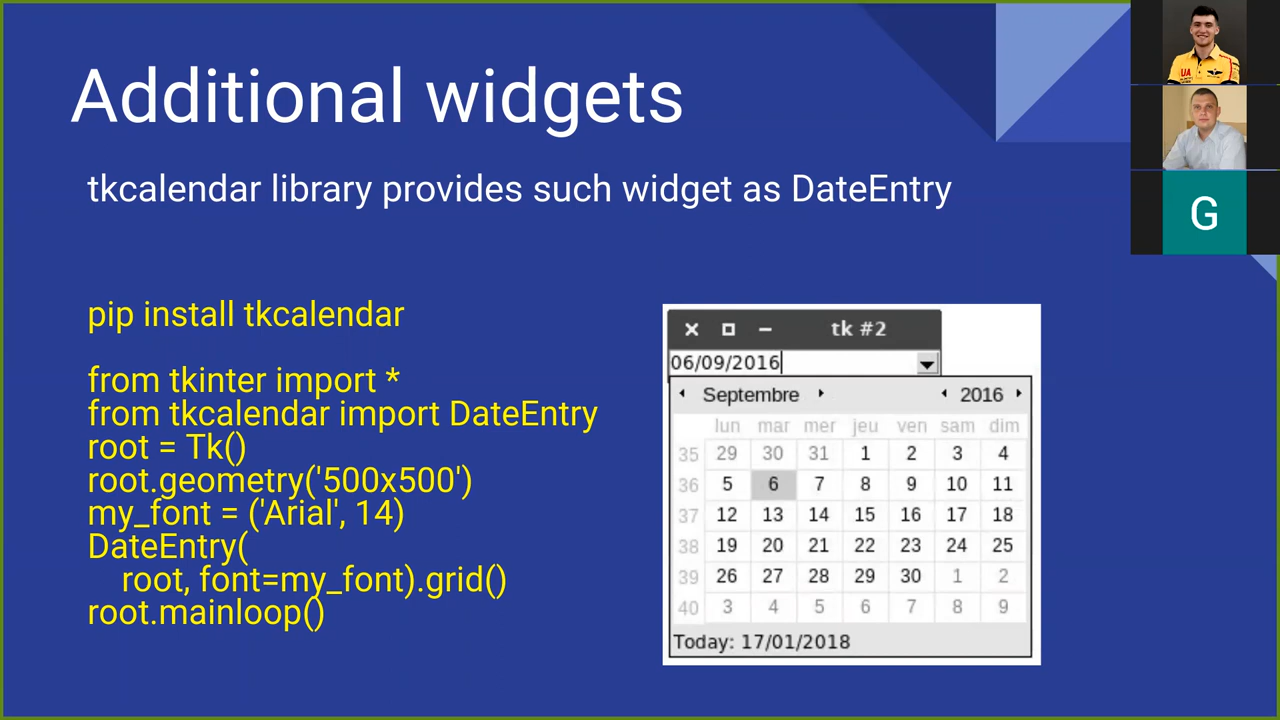 Additional widgets
tkcalendar library provides such widget as DateEntry
pip install tkcalendar
from tkinter import *
from tkcalendar import DateEntry
root = Tk()
root.geometry('500x500')
my_font = ('Arial', 14)
DateEntry(
root, font=my_font).grid()
root.mainloop()
tk #2
06/09/2016
Septembre 2016
lun mar mer jeu ven sam dim
35 29 30 31 1 2 3 4
36 5 6 7 8 9 10 11
37 12 13 14 15 16 17 18
38 19 20 21 22 23 24 25
39 26 27 28 29 30 1 2
40 3 4 5 6 7 8 9
Today: 17/01/2018
UA
G